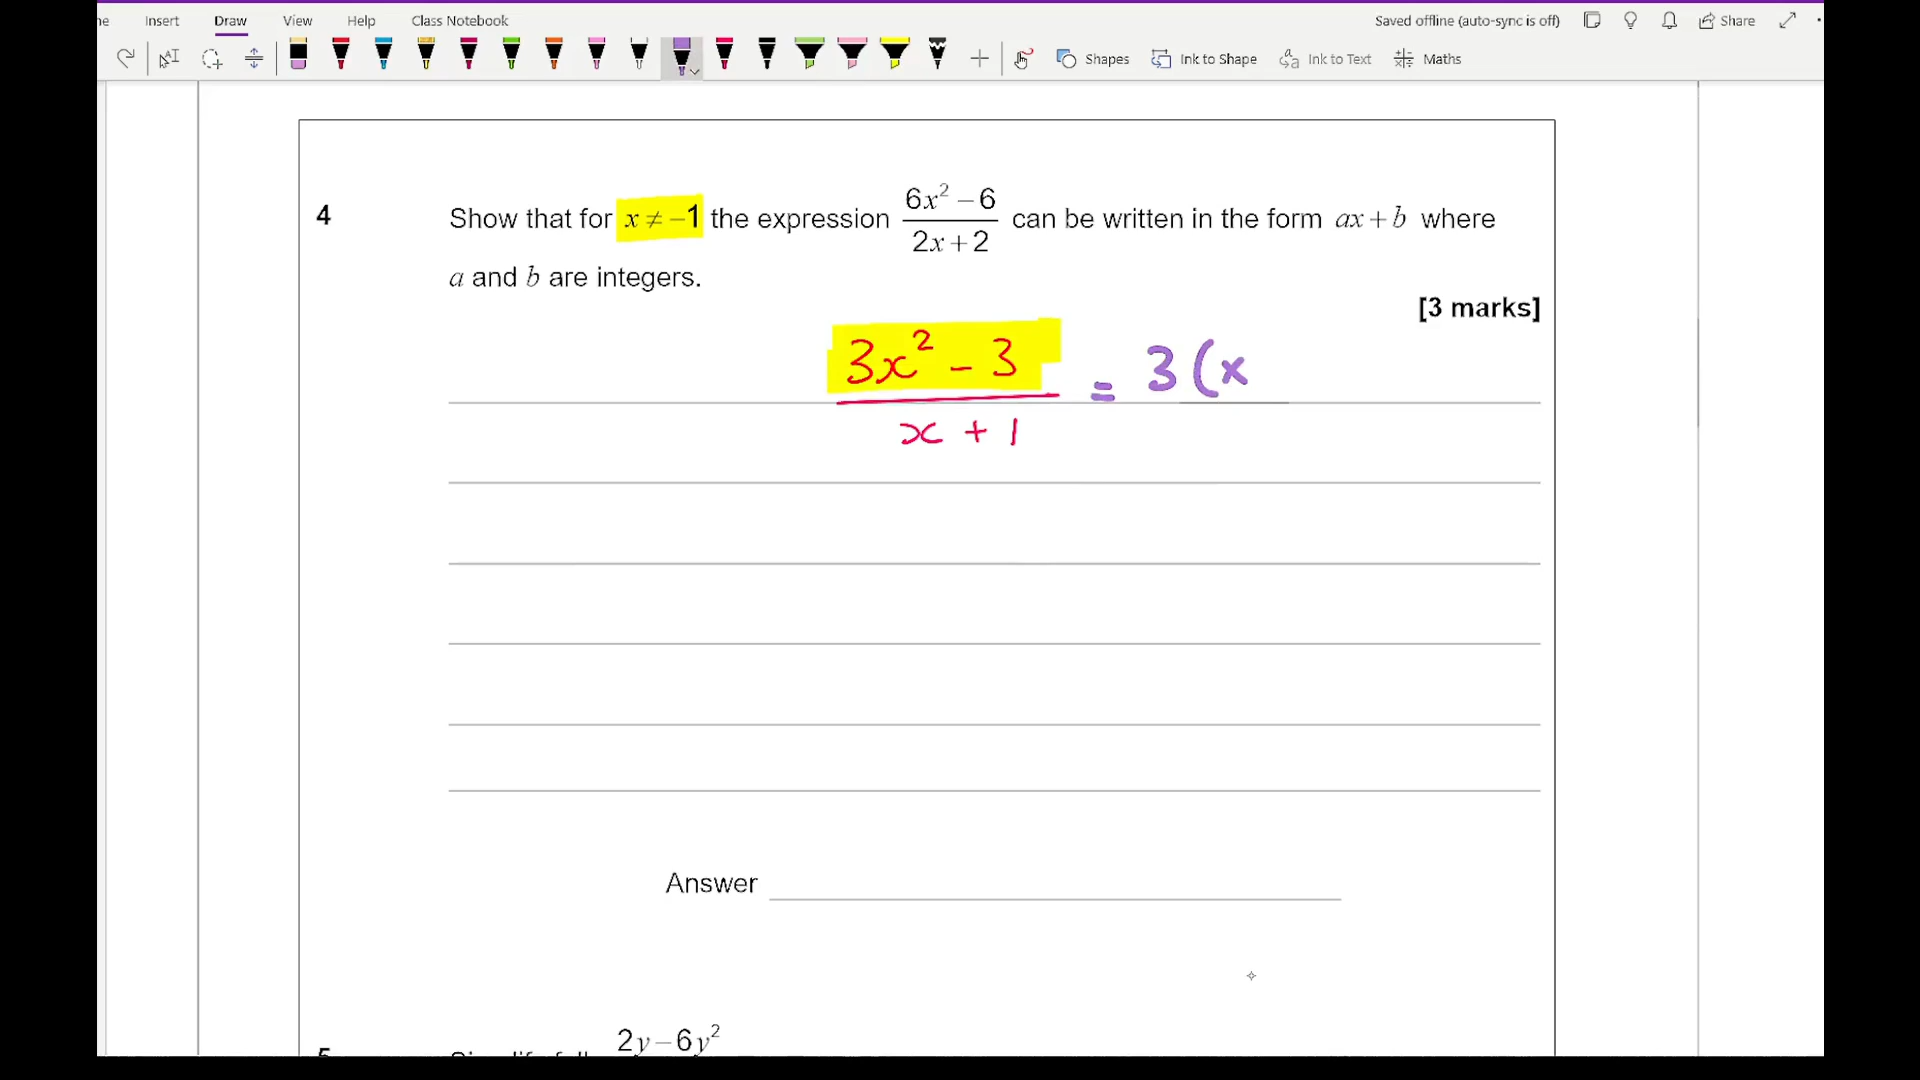 Insert Draw View Help Class Notebook Saved offline (auto-sync is off) Share
Shapes Ink to Shape Ink to Text Maths
4 Show that for x ≠ −1 the expression (6x² − 6)/(2x + 2) can be written in the form ax + b where
a and b are integers.
[3 marks]
3x² − 3 = 3(x
x + 1
Answer
2y − 6y²